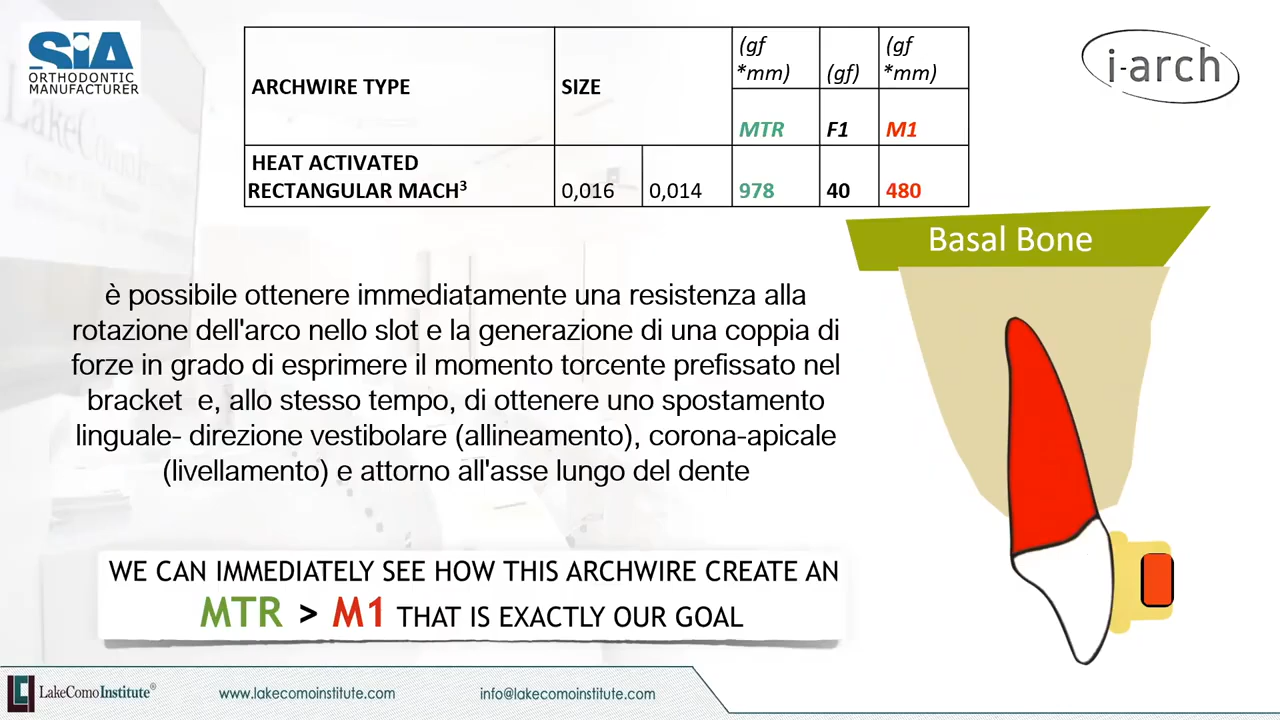 SiA
ORTHODONTIC
MANUFACTURER
ARCHWIRE TYPE
SIZE
(gf
*mm)
(gf)
(gf
*mm)
MTR
F1
M1
HEAT ACTIVATED
RECTANGULAR MACH³
0,016
0,014
978
40
480
i-arch
Basal Bone
è possibile ottenere immediatamente una resistenza alla
rotazione dell'arco nello slot e la generazione di una coppia di
forze in grado di esprimere il momento torcente prefissato nel
bracket e, allo stesso tempo, di ottenere uno spostamento
linguale- direzione vestibolare (allineamento), corona-apicale
(livellamento) e attorno all'asse lungo del dente
WE CAN IMMEDIATELY SEE HOW THIS ARCHWIRE CREATE AN
MTR > M1 THAT IS EXACTLY OUR GOAL
LakeComoInstitute®
www.lakecomoinstitute.com
info@lakecomoinstitute.com